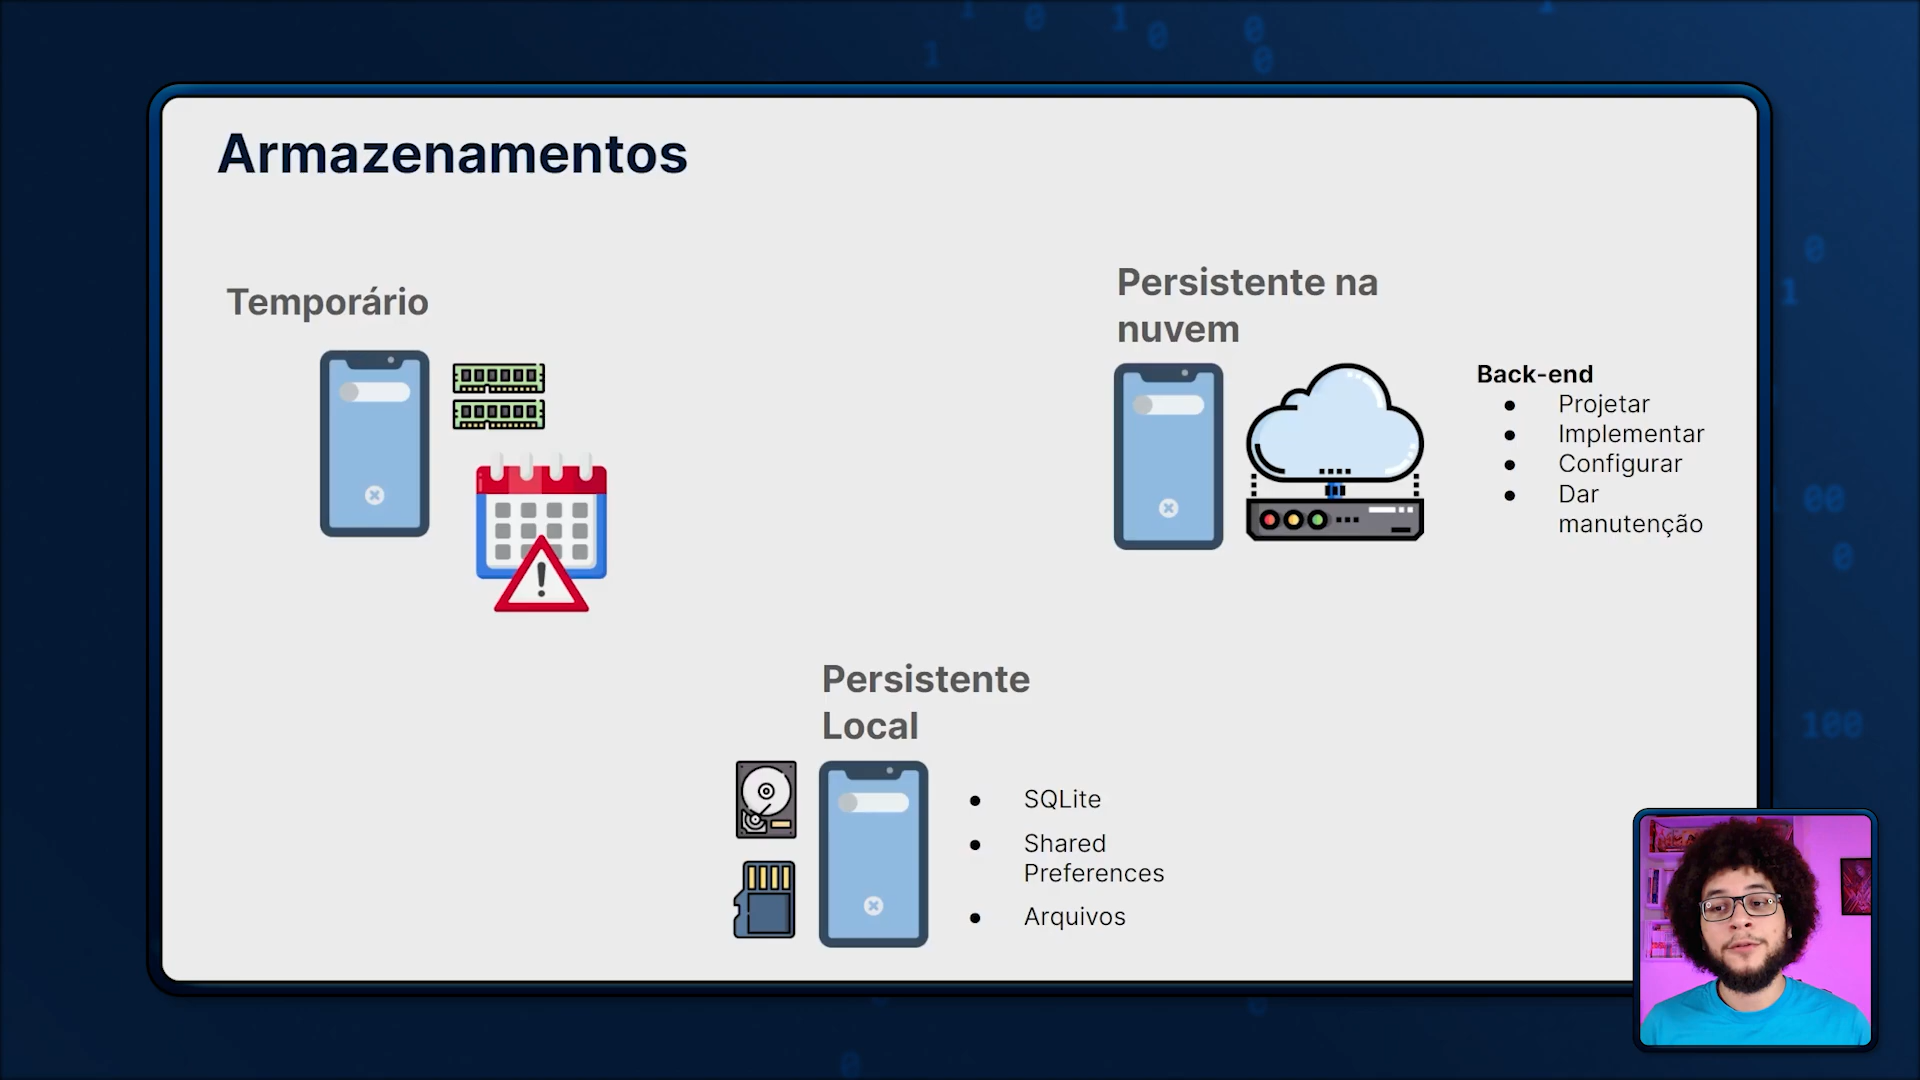 Armazenamentos
Temporário
Persistente na
nuvem
Back-end
● Projetar
● Implementar
● Configurar
● Dar
manutenção
Persistente
Local
● SQLite
● Shared
Preferences
● Arquivos